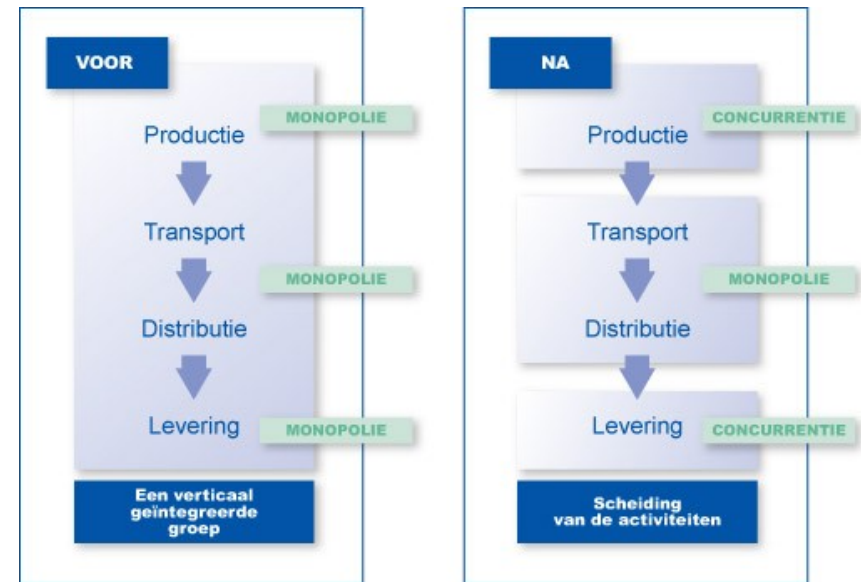 VOOR
MONOPOLIE
Productie
Transport
MONOPOLIE
Distributie
Levering
MONOPOLIE
Een verticaal
geïntegreerde
groep
NA
CONCURRENTIE
Productie
Transport
MONOPOLIE
Distributie
Levering
CONCURRENTIE
Scheiding
van de activiteiten